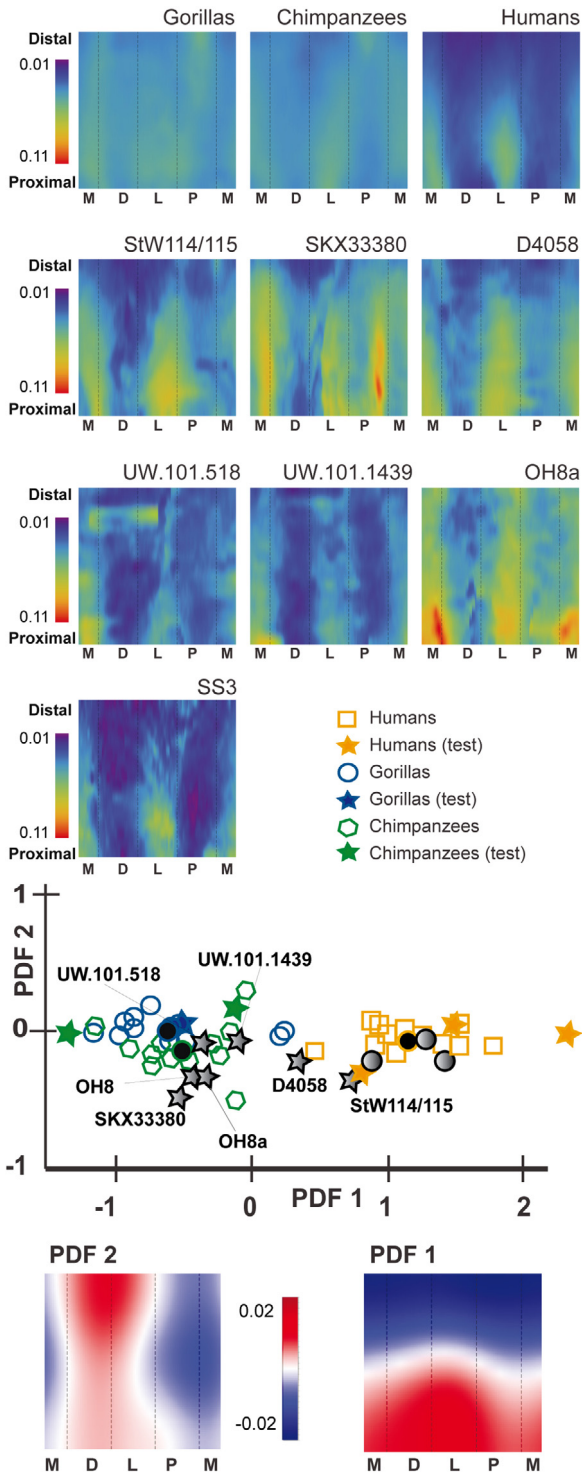 Gorillas Chimpanzees Humans
Distal
0.01
0.11
Proximal
M D L P M M D L P M M D L P M
StW114/115 SKX33380 D4058
Distal
0.01
0.11
Proximal
M D L P M M D L P M M D L P M
UW.101.518 UW.101.1439 OH8a
Distal
0.01
0.11
Proximal
M D L P M M D L P M M D L P M
SS3
Distal
0.01
0.11
Proximal
M D L P M
Humans
Humans (test)
Gorillas
Gorillas (test)
Chimpanzees
Chimpanzees (test)
1
PDF 2
0
-1
UW.101.518
UW.101.1439
OH8
SKX33380
OH8a
D4058
StW114/115
-1 0 1 2
PDF 1
PDF 2 PDF 1
0.02
-0.02
M D L P M M D L P M